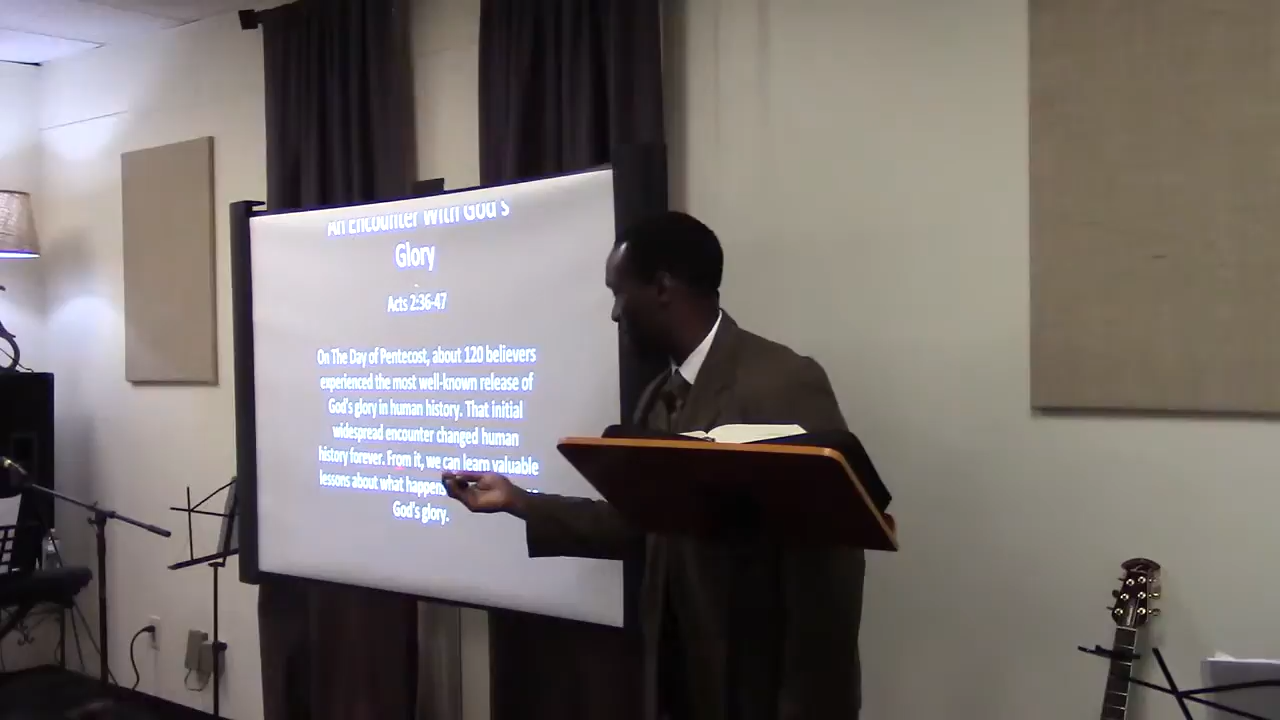 An Encounter With God's
Glory
Acts 2:36-47
On The Day of Pentecost, about 120 believers
experienced the most well-known release of
God's glory in human history. That initial
widespread encounter changed human
history forever. From it, we can learn valuable
lessons about what happens
God's glory.